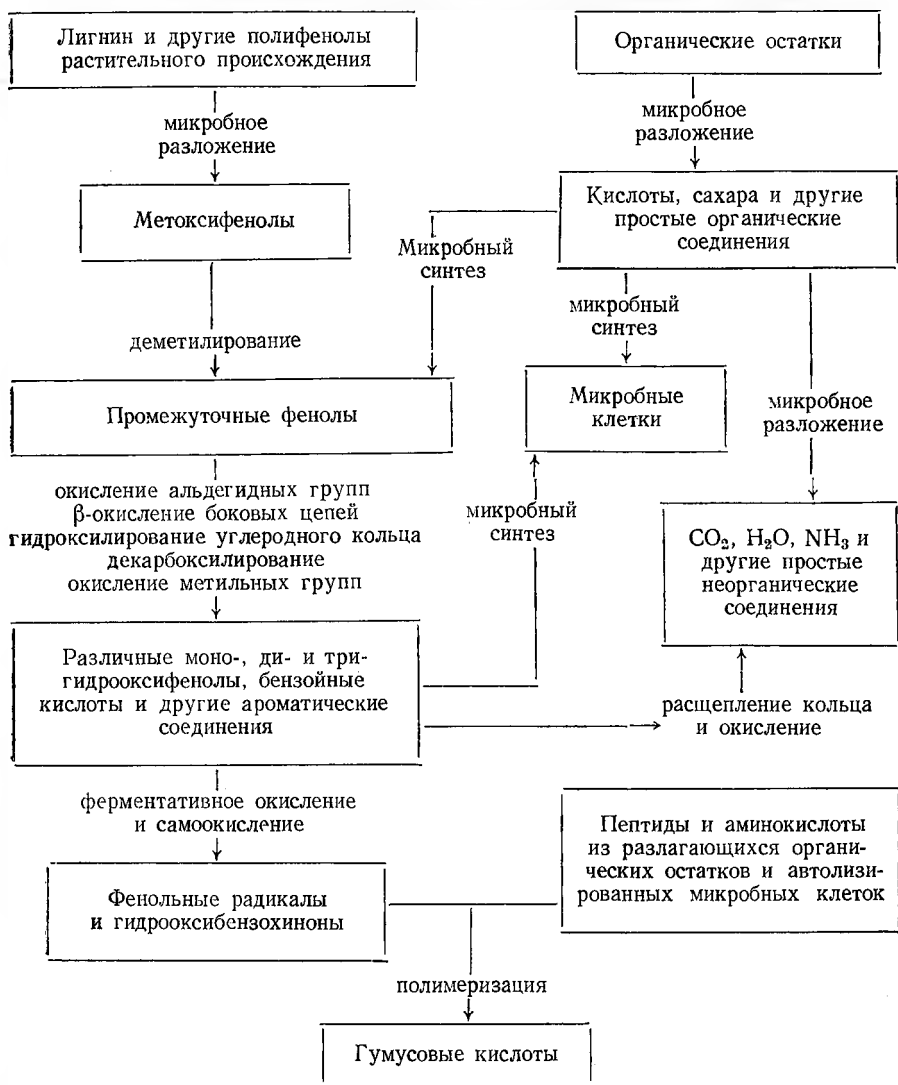 Лигнин и другие полифенолы
растительного происхождения
Органические остатки
микробное
разложение
микробное
разложение
Метоксифенолы
Кислоты, сахара и другие
простые органические
соединения
Микробный
синтез
микробный
синтез
деметилирование
Промежуточные фенолы
Микробные
клетки
микробное
разложение
окисление альдегидных групп
β-окисление боковых цепей
гидроксилирование углеродного кольца
декарбоксилирование
окисление метильных групп
микробный
синтез
CO₂, H₂O, NH₃ и
другие простые
неорганические
соединения
Различные моно-, ди- и три-
гидрооксифенолы, бензойные
кислоты и другие ароматические
соединения
расщепление кольца
и окисление
ферментативное окисление
и самоокисление
Пептиды и аминокислоты
из разлагающихся органи-
ческих остатков и автолизи-
рованных микробных клеток
Фенольные радикалы
и гидрооксибензохиноны
полимеризация
Гумусовые кислоты